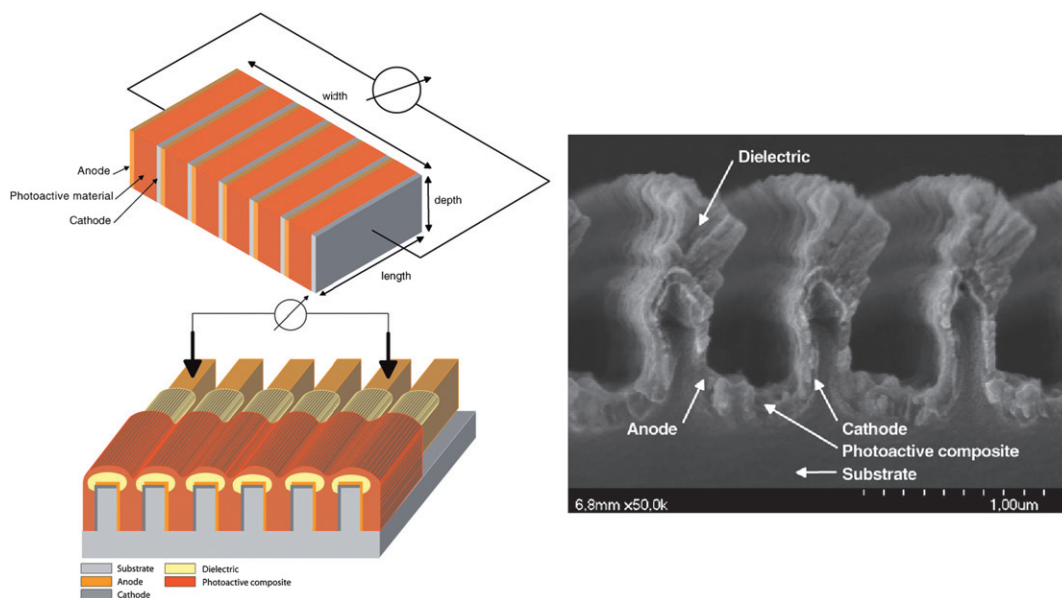 width
Anode
Photoactive material
Cathode
depth
length
Substrate
Anode
Cathode
Dielectric
Photoactive composite
Dielectric
Anode
Cathode
Photoactive composite
Substrate
6.8mm x50.0k
1.00um